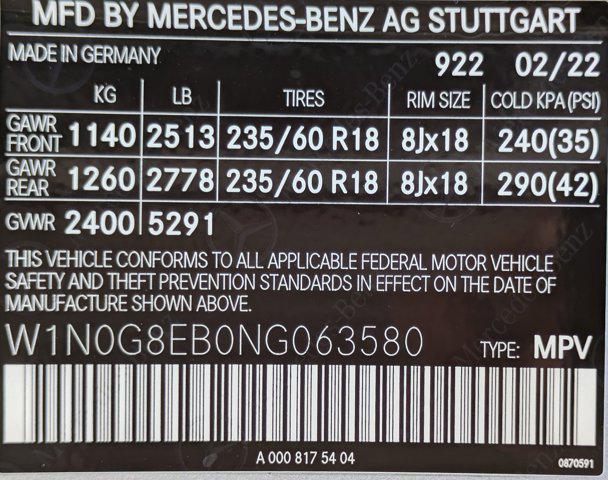 MFD BY MERCEDES-BENZ AG STUTTGART
MADE IN GERMANY 922 02/22
KG LB TIRES RIM SIZE COLD KPA (PSI)
GAWR FRONT 1140 2513 235/60 R18 8Jx18 240(35)
GAWR REAR 1260 2778 235/60 R18 8Jx18 290(42)
GVWR 2400 5291
THIS VEHICLE CONFORMS TO ALL APPLICABLE FEDERAL MOTOR VEHICLE
SAFETY AND THEFT PREVENTION STANDARDS IN EFFECT ON THE DATE OF
MANUFACTURE SHOWN ABOVE.
W1N0G8EB0NG063580 TYPE: MPV
A 000 817 54 04 0870591
Mercedes-Benz